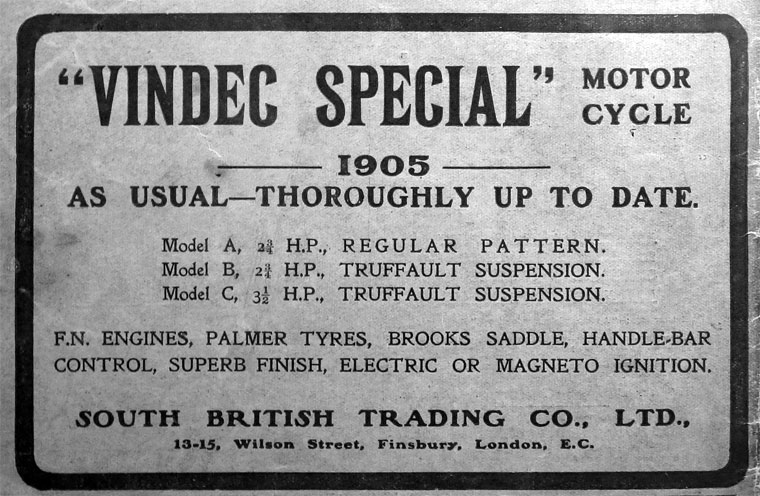 "VINDEC SPECIAL" MOTOR CYCLE
1905
AS USUAL—THOROUGHLY UP TO DATE.
Model A, 2¾ H.P., REGULAR PATTERN.
Model B, 2¾ H.P., TRUFFAULT SUSPENSION.
Model C, 3½ H.P., TRUFFAULT SUSPENSION.
F.N. ENGINES, PALMER TYRES, BROOKS SADDLE, HANDLE-BAR
CONTROL, SUPERB FINISH, ELECTRIC OR MAGNETO IGNITION.
SOUTH BRITISH TRADING CO., LTD.,
13-15, Wilson Street, Finsbury, London, E.C.